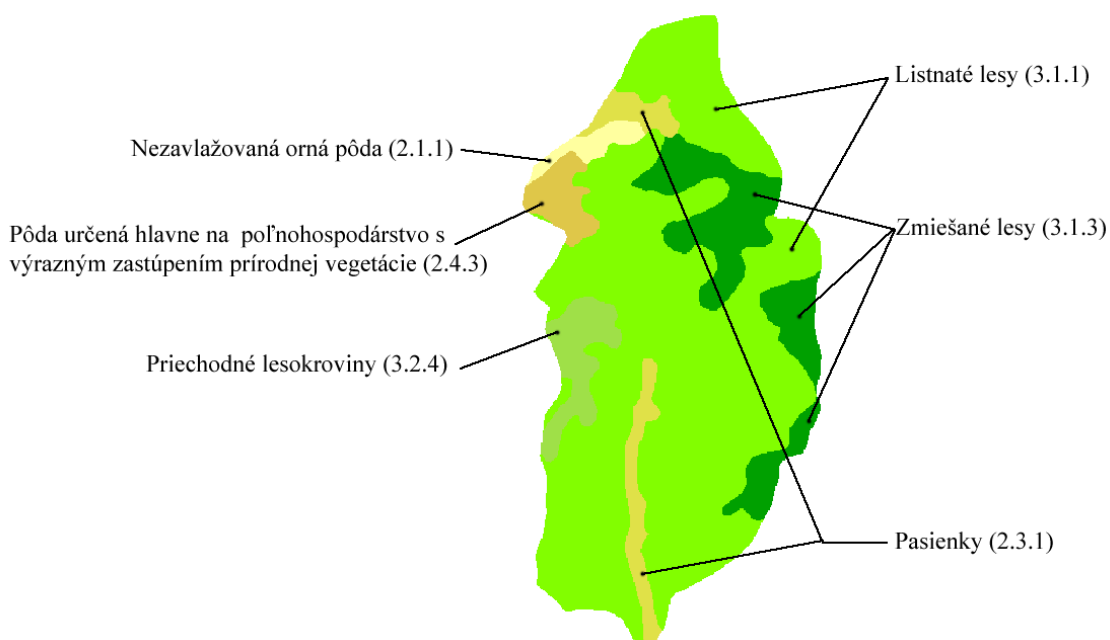 Listnaté lesy (3.1.1)
Nezavlažovaná orná pôda (2.1.1)
Pôda určená hlavne na poľnohospodárstvo s
výrazným zastúpením prírodnej vegetácie (2.4.3)
Zmiešané lesy (3.1.3)
Priechodné lesokroviny (3.2.4)
Pasienky (2.3.1)